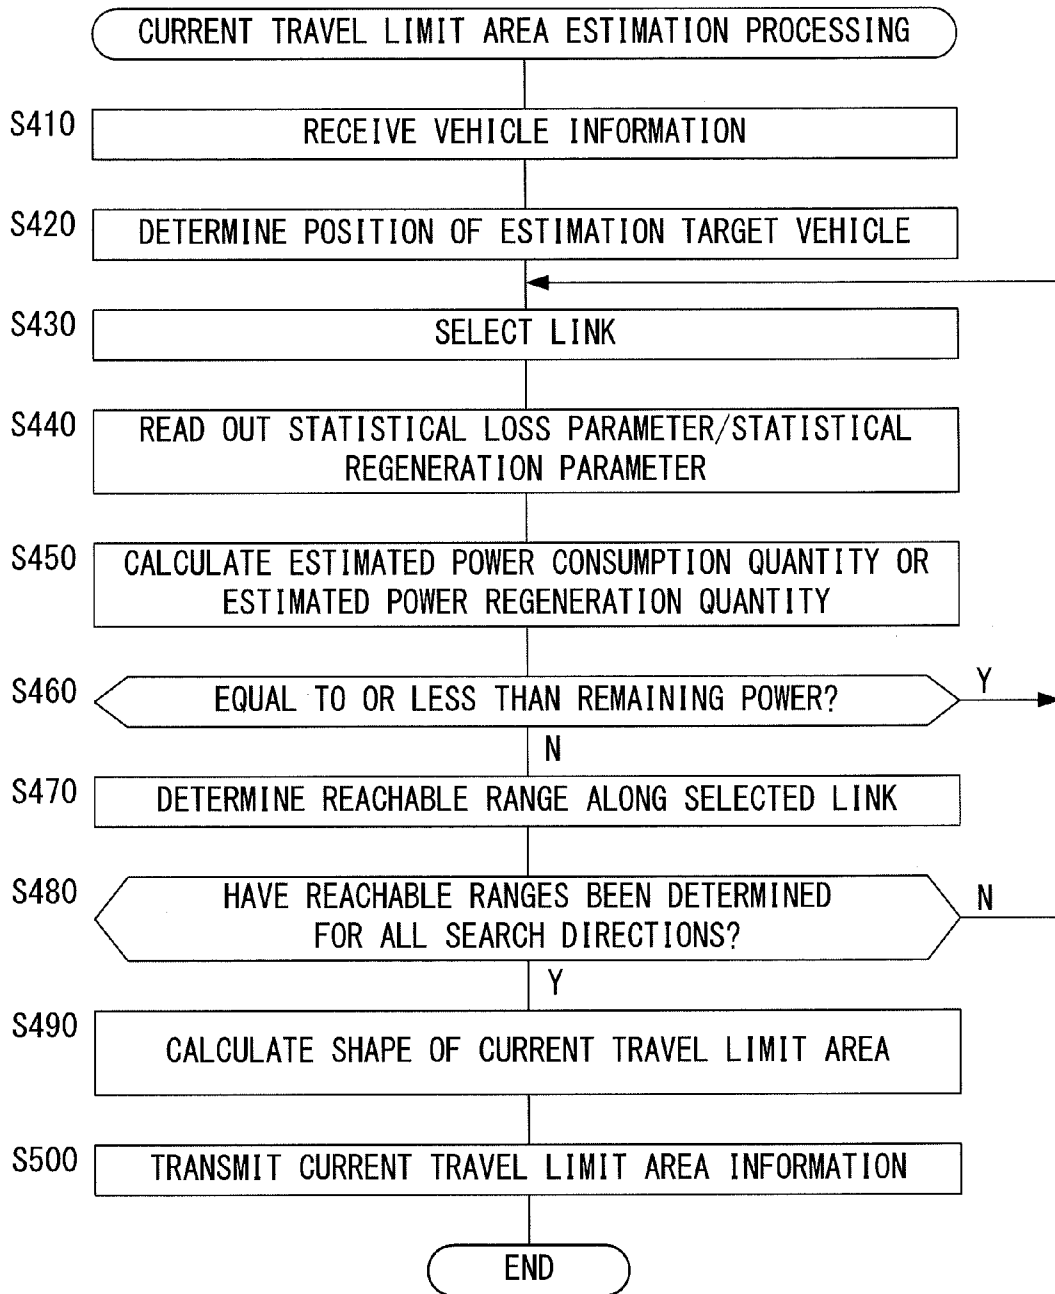 CURRENT TRAVEL LIMIT AREA ESTIMATION PROCESSING
S410
RECEIVE VEHICLE INFORMATION
S420
DETERMINE POSITION OF ESTIMATION TARGET VEHICLE
S430
SELECT LINK
S440
READ OUT STATISTICAL LOSS PARAMETER/STATISTICAL
REGENERATION PARAMETER
S450
CALCULATE ESTIMATED POWER CONSUMPTION QUANTITY OR
ESTIMATED POWER REGENERATION QUANTITY
S460
EQUAL TO OR LESS THAN REMAINING POWER?
Y
N
S470
DETERMINE REACHABLE RANGE ALONG SELECTED LINK
S480
HAVE REACHABLE RANGES BEEN DETERMINED
FOR ALL SEARCH DIRECTIONS?
N
Y
S490
CALCULATE SHAPE OF CURRENT TRAVEL LIMIT AREA
S500
TRANSMIT CURRENT TRAVEL LIMIT AREA INFORMATION
END